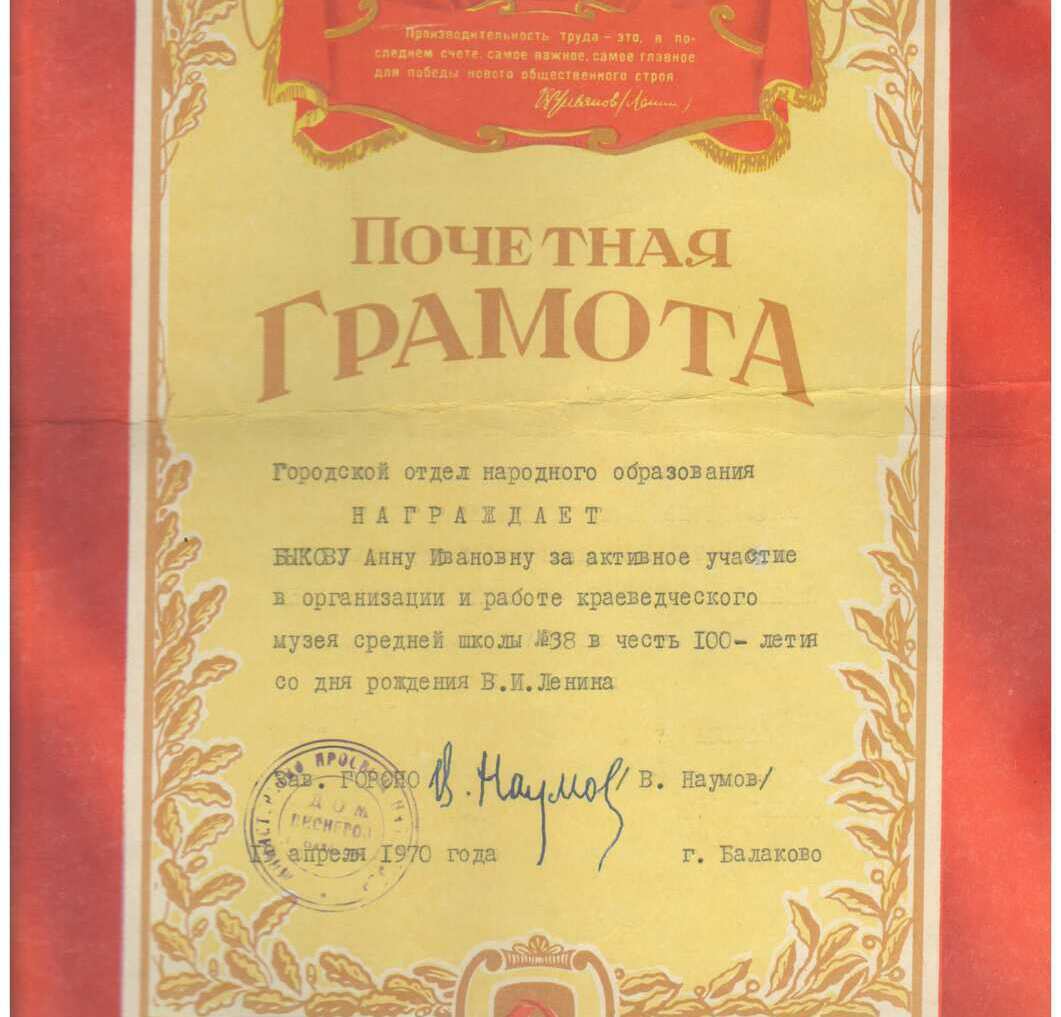 Производительность труда — это, в по-
следнем счете, самое важное, самое главное
для победы нового общественного строя
В. Ульянов (Ленин)
ПОЧЕТНАЯ
ГРАМОТА
Городской отдел народного образования
НАГРАЖДАЕТ
БЫКОВУ Анну Ивановну за активное участие
в организации и работе краеведческого
музея средней школы №38 в честь 100- летия
со дня рождения В.И.Ленина
Зав. ГОРОНО В. Наумов / В. Наумов/
ДОМ
ПИОНЕРОВ
апреля 1970 года г. Балаково